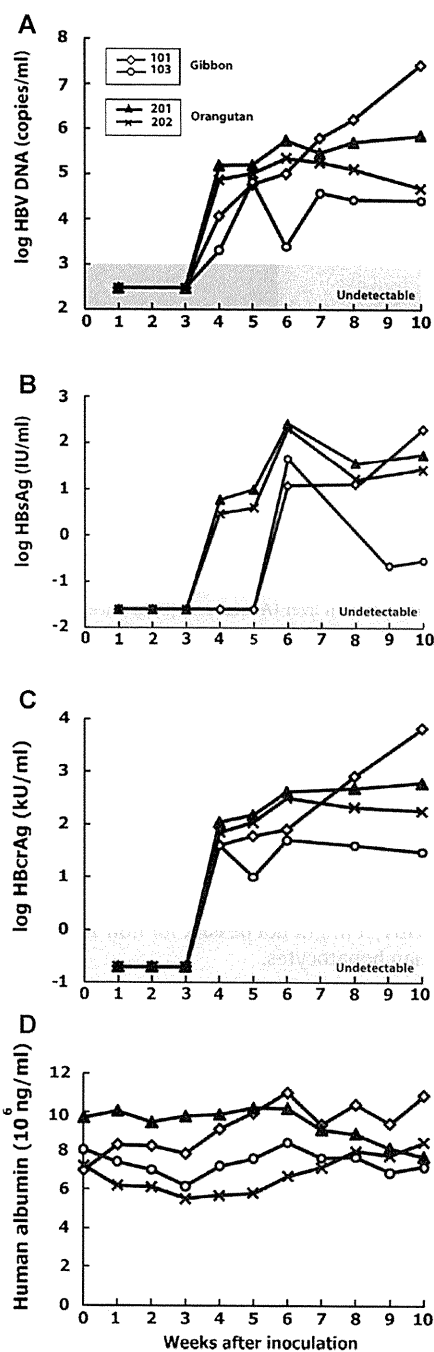 A
log HBV DNA (copies/ml)
8
7
6
5
4
3
2
101
103
Gibbon
201
202
Orangutan
Undetectable
0 1 2 3 4 5 6 7 8 10
B
log HBsAg (IU/ml)
3
2
1
0
-1
-2
Undetectable
0 1 2 3 4 5 6 7 8 9 10
C
log HBcrAg (kU/ml)
4
3
2
1
0
-1
hepatocytes.
Undetectable
0 1 2 3 4 5 6 7 8 9 10
D
Human albumin (10⁶ ng/ml)
12
10
8
6
4
2
0
0 1 2 3 4 5 6 7 8 9 10
Weeks after inoculation